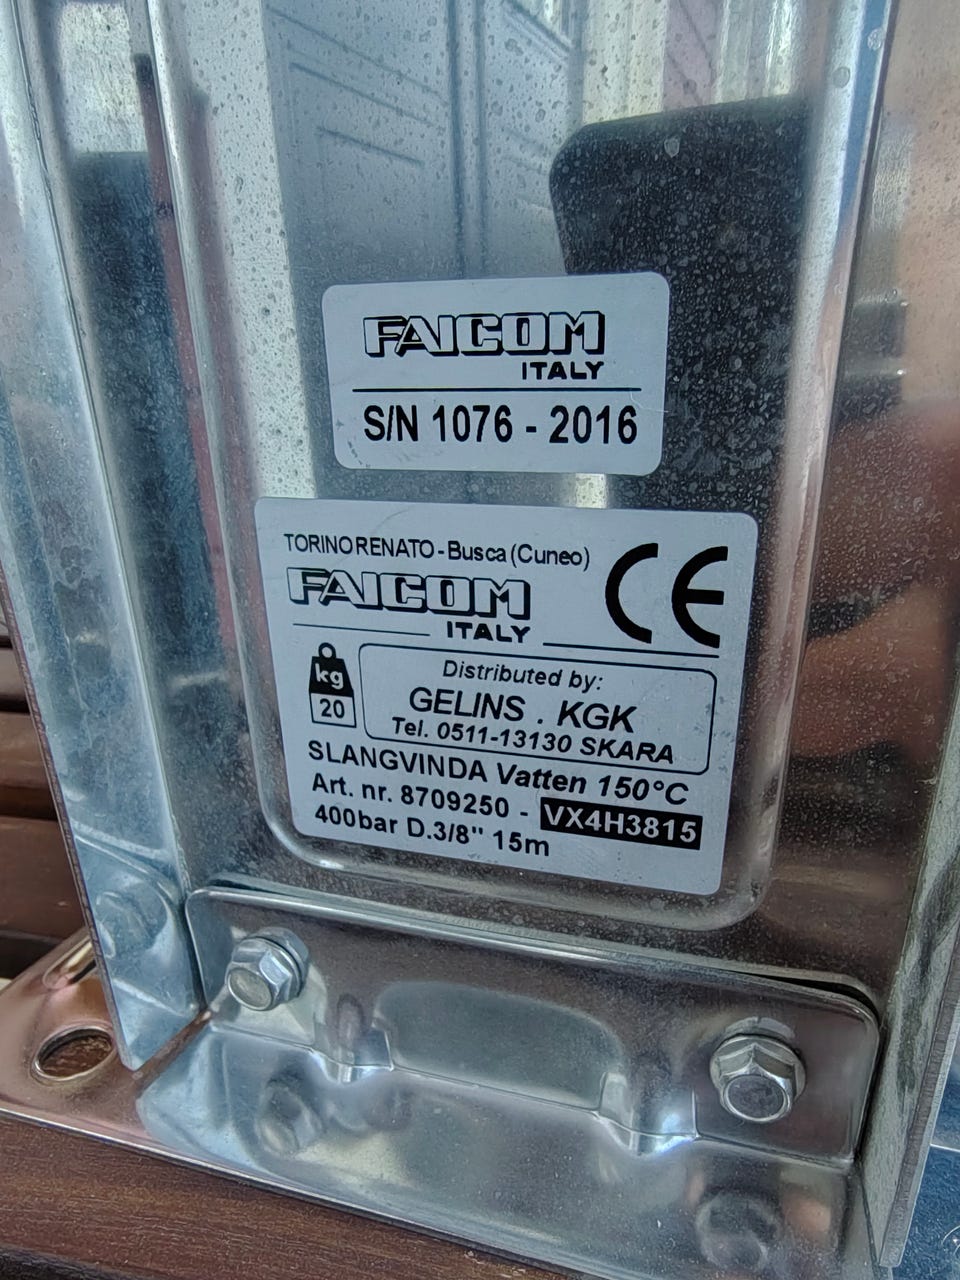 FAICOM
ITALY
S/N 1076 - 2016
TORINO RENATO - Busca (Cuneo)
FAICOM
ITALY
CE
kg
20
Distributed by:
GELINS . KGK
Tel. 0511-13130 SKARA
SLANGVINDA Vatten 150°C
Art. nr. 8709250 - VX4H3815
400bar D.3/8" 15m